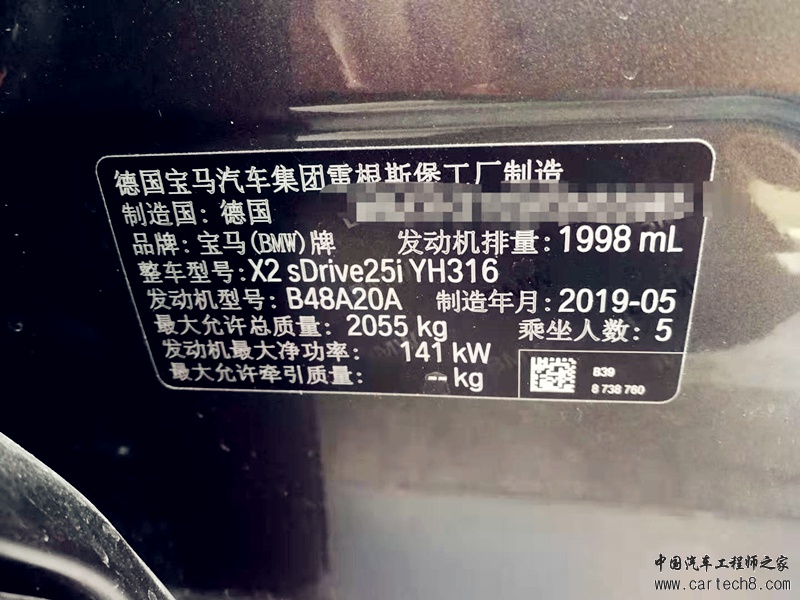 德国宝马汽车集团雷根斯堡工厂制造
制造国: 德国
品牌: 宝马(BMW)牌 发动机排量: 1998 mL
整车型号: X2 sDrive25i YH316
发动机型号: B48A20A 制造年月: 2019-05
最大允许总质量: 2055 kg 乘坐人数: 5
发动机最大净功率: 141 kW
最大允许牵引质量: -- kg
B39
8 738 760
中国汽车工程师之家
www.cartech8.com